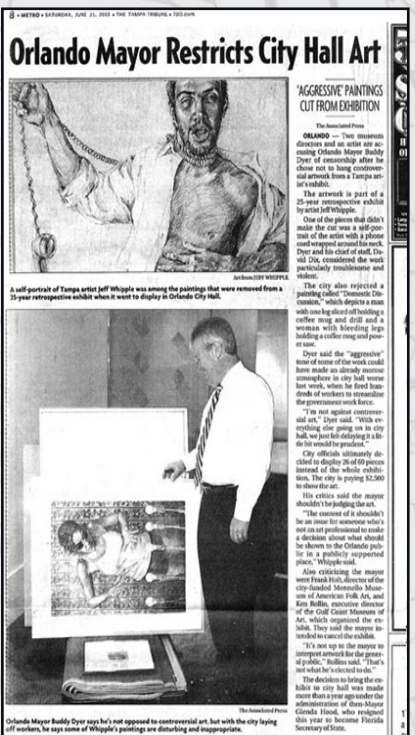 8 • METRO • SATURDAY, JUNE 21, 2003 • THE TAMPA TRIBUNE • TBO.COM
Orlando Mayor Restricts City Hall Art
'AGGRESSIVE' PAINTINGS
CUT FROM EXHIBITION
The Associated Press
ORLANDO — Two museum
directors and an artist are ac-
cusing Orlando Mayor Buddy
Dyer of censorship after he
chose not to hang controver-
sial artwork from a Tampa art-
ist's exhibit.
The artwork is part of a
25-year retrospective exhibit
by artist Jeff Whipple.
One of the pieces that didn't
make the cut was a self-por-
trait of the artist with a phone
cord wrapped around his neck.
Dyer and his chief of staff, Da-
vid Dix, considered the work
particularly troublesome and
violent.
The city also rejected a
painting called "Domestic Dis-
cussion," which depicts a man
with one leg sliced off holding a
coffee mug and drill and a
woman with bleeding legs
holding a coffee mug and pow-
er saw.
Dyer said the "aggressive"
tone of some of the work could
have made an already morose
atmosphere in city hall worse
last week, when he fired hun-
dreds of workers to streamline
the government work force.
"I'm not against controver-
sial art," Dyer said. "With ev-
erything else going on in city
hall, we just felt delaying it a lit-
tle bit would be prudent."
City officials ultimately de-
cided to display 26 of 60 pieces
instead of the whole exhibi-
tion. The city is paying $2,500
to show the art.
His critics said the mayor
shouldn't be judging the art.
"The content of it shouldn't
be an issue for someone who's
not an art professional to make
a decision about what should
be shown to the Orlando pub-
lic in a publicly supported
place," Whipple said.
Also criticizing the mayor
were Frank Holt, director of the
city-funded Mennello Muse-
um of American Folk Art, and
Ken Rollin, executive director
of the Gulf Coast Museum of
Art, which organized the ex-
hibit. They said the mayor in-
tended to cancel the exhibit.
"It's not up to the mayor to
interpret artwork for the gener-
al public," Rollins said. "That's
not what he's elected to do."
The decision to bring the ex-
hibit to city hall was made
more than a year ago under the
administration of then-Mayor
Glenda Hood, who resigned
this year to become Florida
Secretary of State.
Art from JEFF WHIPPLE
A self-portrait of Tampa artist Jeff Whipple was among the paintings that were removed from a
25-year retrospective exhibit when it went to display in Orlando City Hall.
The Associated Press
Orlando Mayor Buddy Dyer says he's not opposed to controversial art, but with the city laying
off workers, he says some of Whipple's paintings are disturbing and inappropriate.